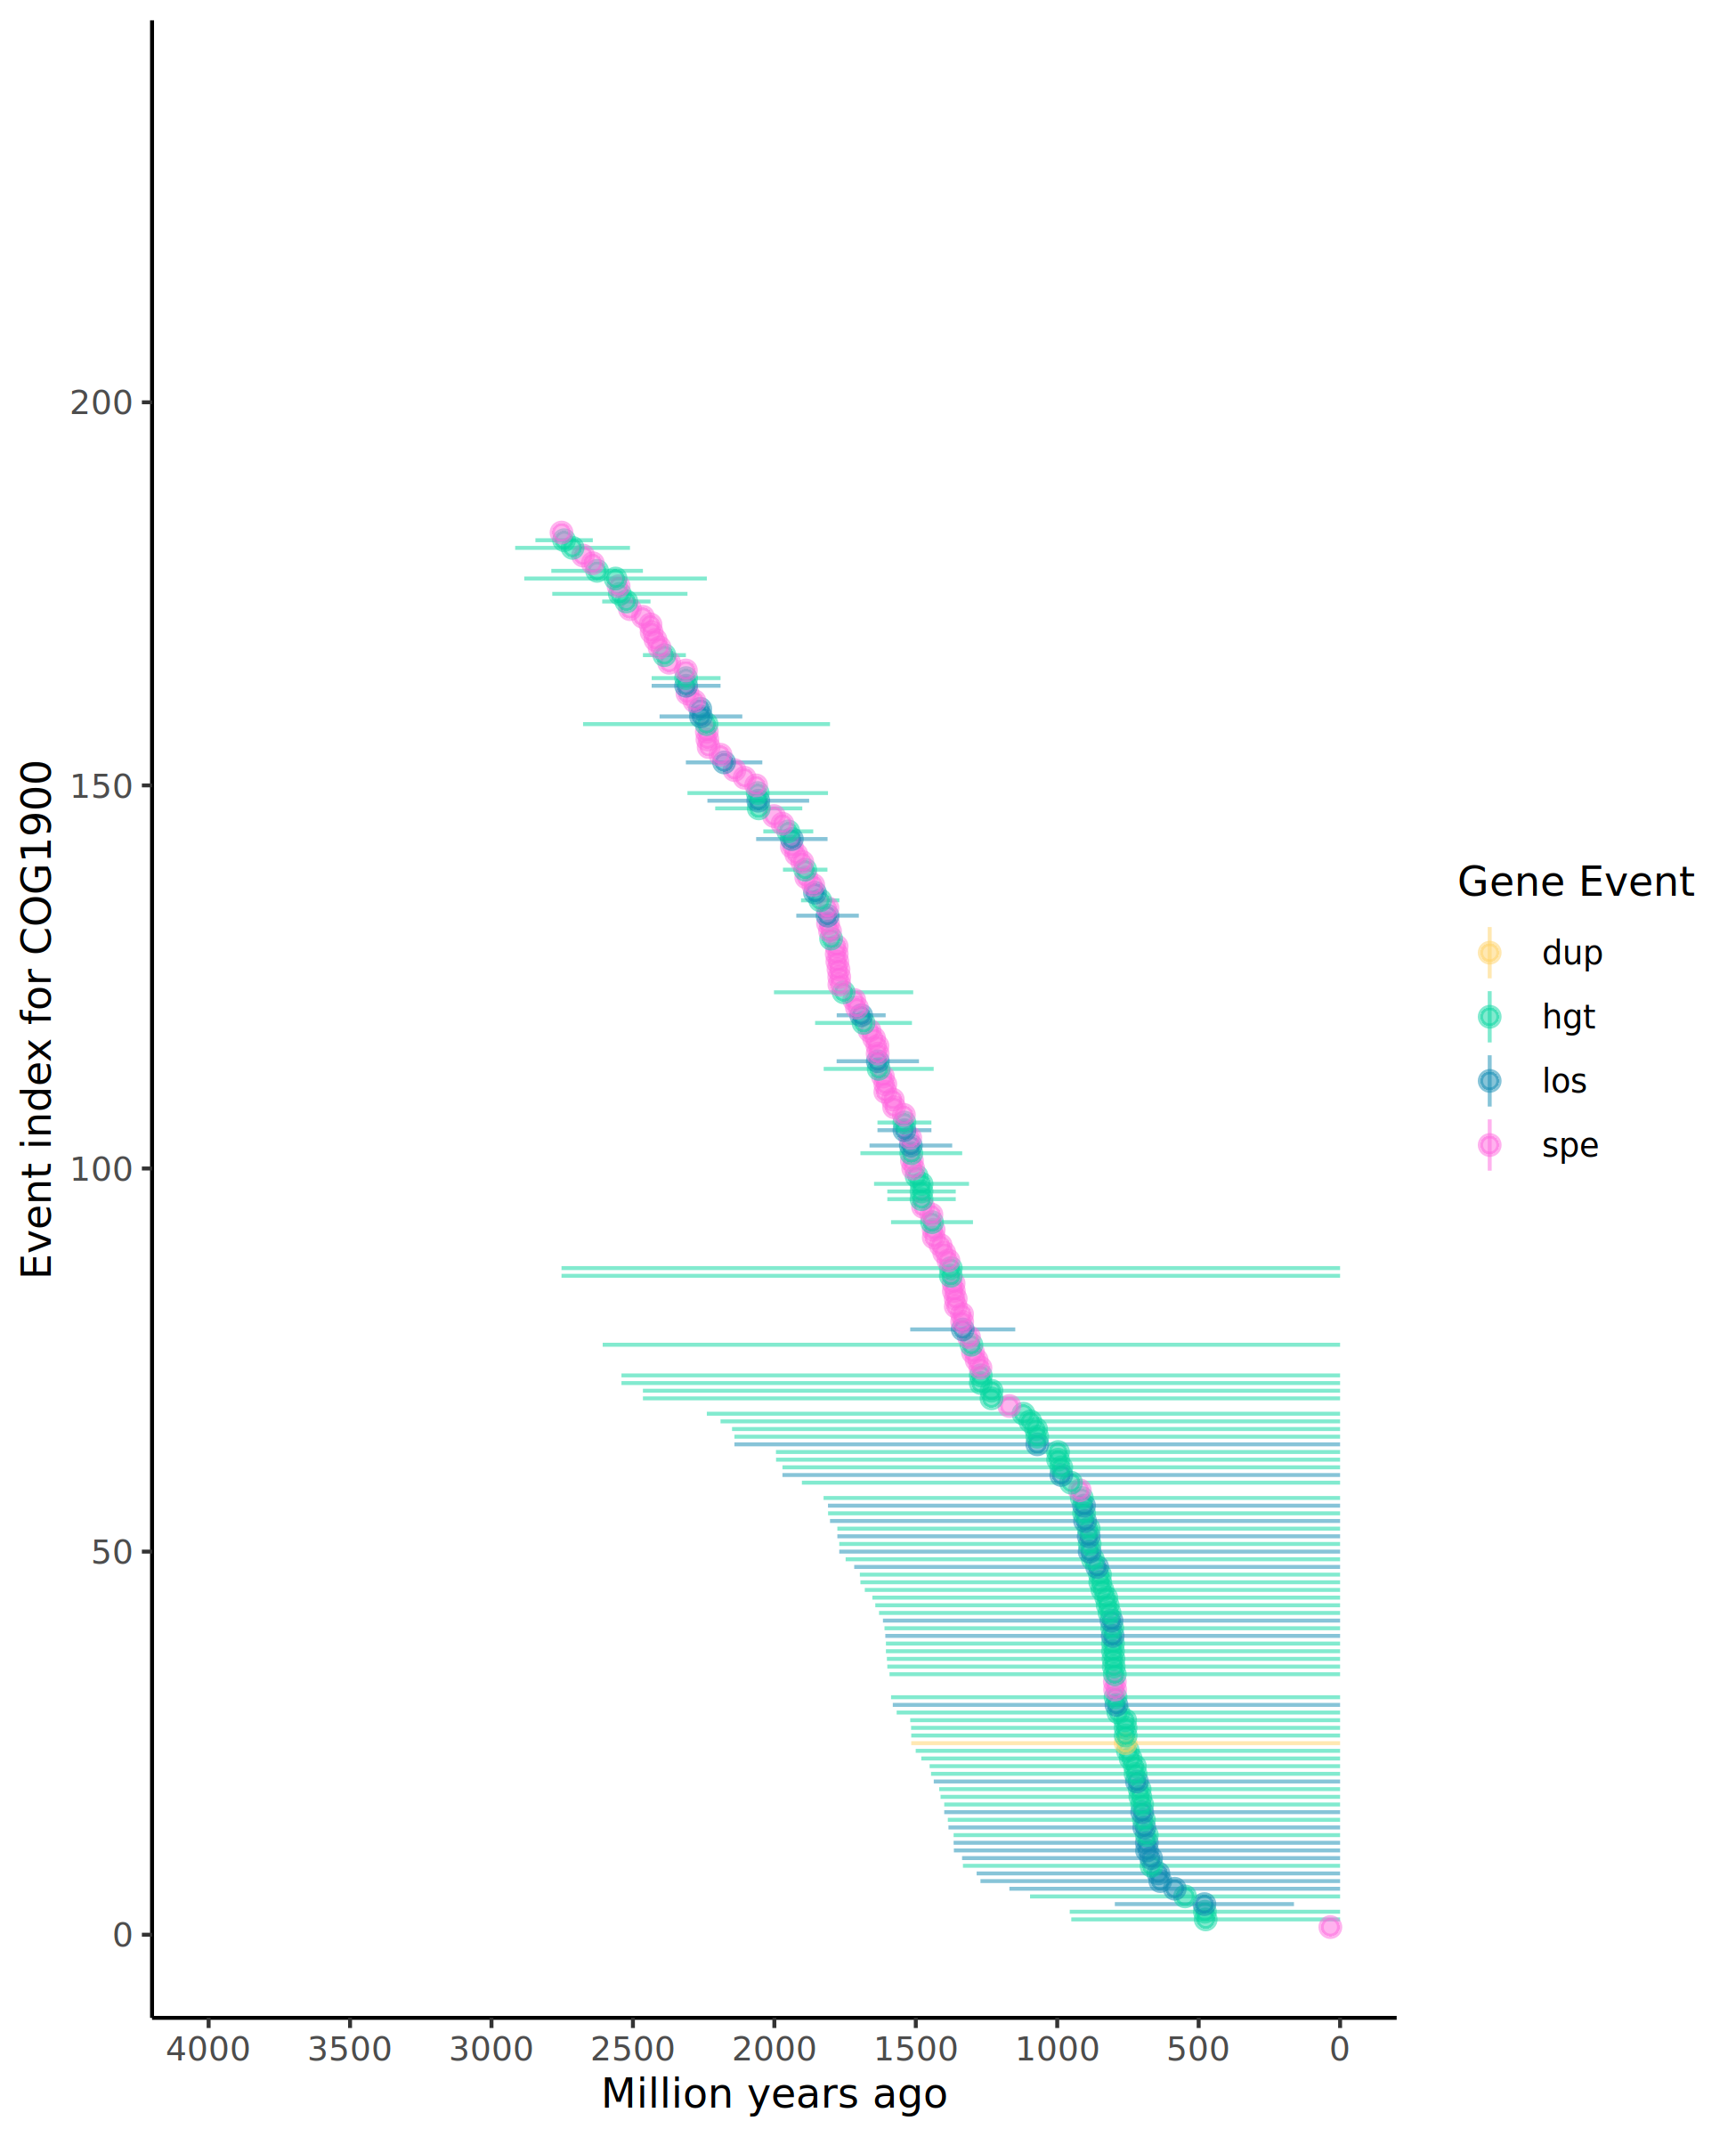 Event index for COG1900
200
150
100
50
0
4000 3500 3000 2500 2000 1500 1000 500 0
Million years ago
Gene Event
dup
hgt
los
spe